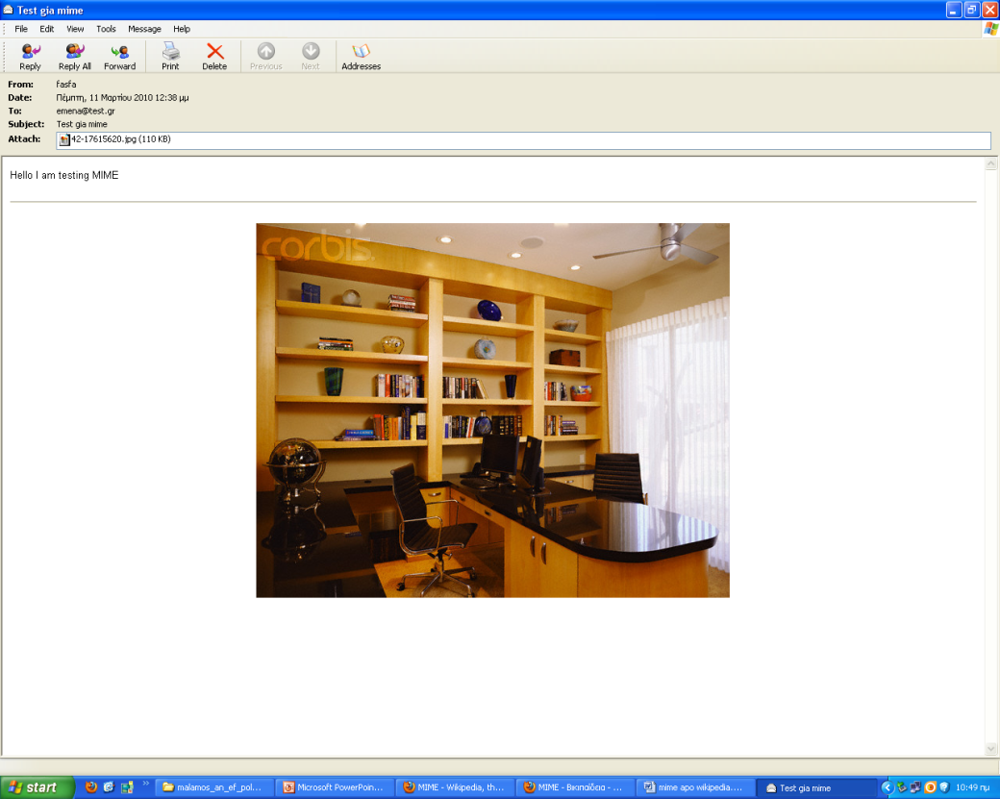 Test gia mime
File Edit View Tools Message Help
Reply Reply All Forward Print Delete Previous Next Addresses
From: fasfa
Date: Πέμπτη, 11 Μαρτίου 2010 12:38 μμ
To: emena@test.gr
Subject: Test gia mime
Attach: 42-17615620.jpg (110 KB)
Hello I am testing MIME
corbis
start malamos_an_ef_pol... Microsoft PowerPoin... MIME - Wikipedia, th... MIME - Βικιπαίδεια - ... mime apo wikipedia.... Test gia mime 10:49 πμ